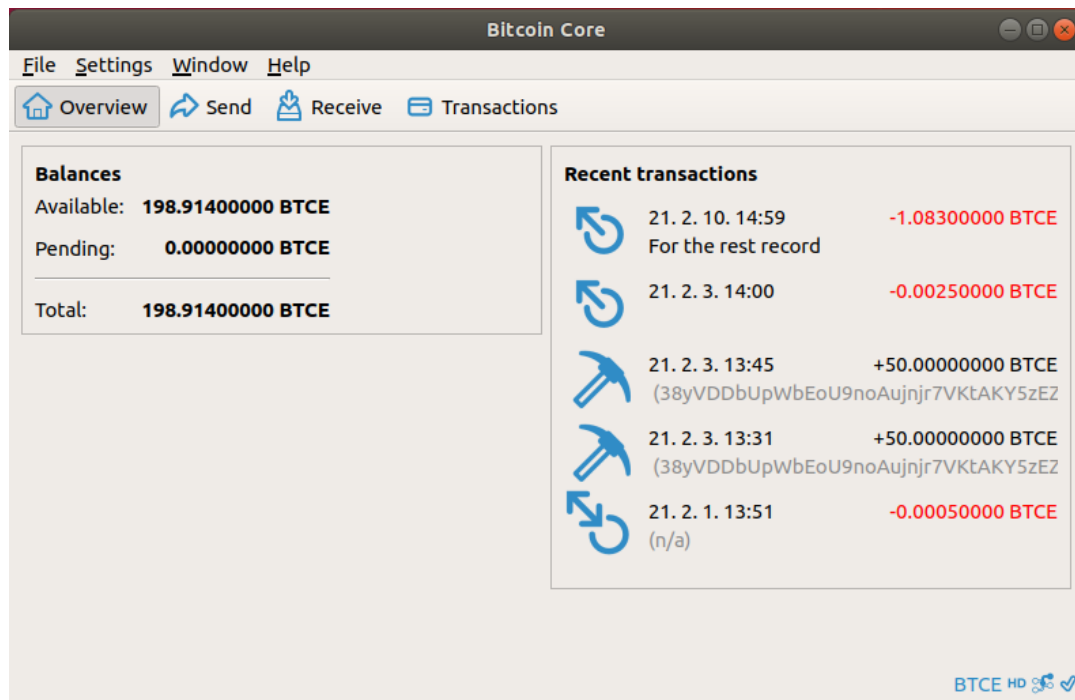 Bitcoin Core
File Settings Window Help
Overview Send Receive Transactions
Balances
Available: 198.91400000 BTCE
Pending: 0.00000000 BTCE
Total: 198.91400000 BTCE
Recent transactions
21. 2. 10. 14:59 -1.08300000 BTCE
For the rest record
21. 2. 3. 14:00 -0.00250000 BTCE
21. 2. 3. 13:45 +50.00000000 BTCE
(38yVDDbUpWbEoU9noAujnjr7VKtAKY5zEZ
21. 2. 3. 13:31 +50.00000000 BTCE
(38yVDDbUpWbEoU9noAujnjr7VKtAKY5zEZ
21. 2. 1. 13:51 -0.00050000 BTCE
(n/a)
BTCE HD